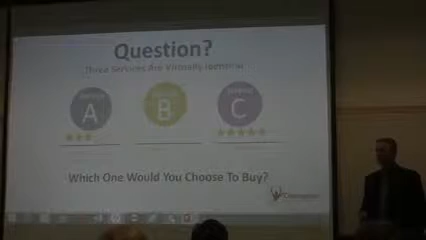 Question?
Three Services Are Virtually Identical
A
B
C
Which One Would You Choose To Buy?